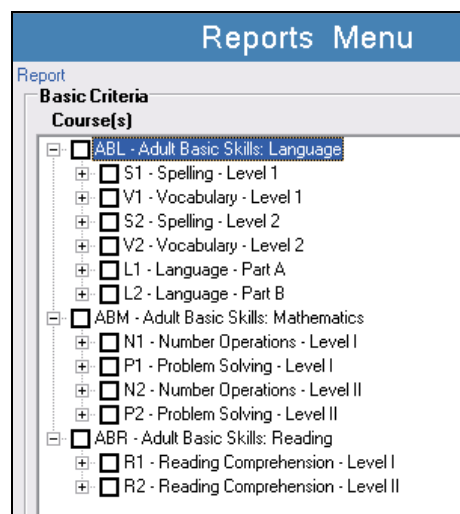 Reports Menu
Report
Basic Criteria
Course(s)
ABL - Adult Basic Skills: Language
S1 - Spelling - Level 1
V1 - Vocabulary - Level 1
S2 - Spelling - Level 2
V2 - Vocabulary - Level 2
L1 - Language - Part A
L2 - Language - Part B
ABM - Adult Basic Skills: Mathematics
N1 - Number Operations - Level I
P1 - Problem Solving - Level I
N2 - Number Operations - Level II
P2 - Problem Solving - Level II
ABR - Adult Basic Skills: Reading
R1 - Reading Comprehension - Level I
R2 - Reading Comprehension - Level II